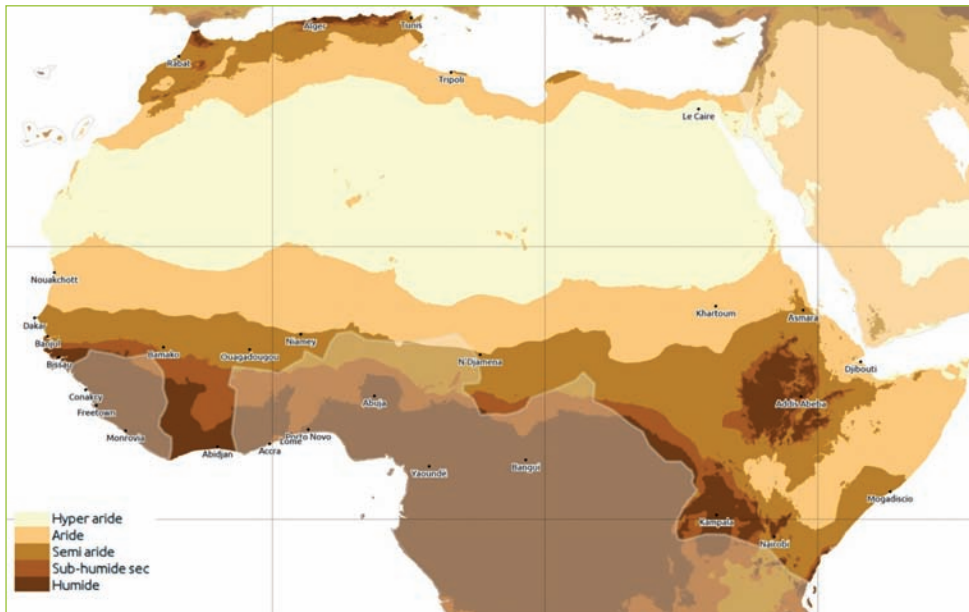 Alger
Tunis
Rabat
Tripoli
Le Caire
Nouakchott
Dakar
Khartoum
Asmara
Banjul
Niamey
Bissau
Bamako
Ouagadougou
N'Djamena
Djibouti
Conakry
Abuja
Addis Abeba
Freetown
Monrovia
Porto Novo
Lomé
Abidjan
Accra
Yaoundé
Bangui
Mogadiscio
Kampala
Nairobi
Hyper aride
Aride
Semi aride
Sub-humide sec
Humide